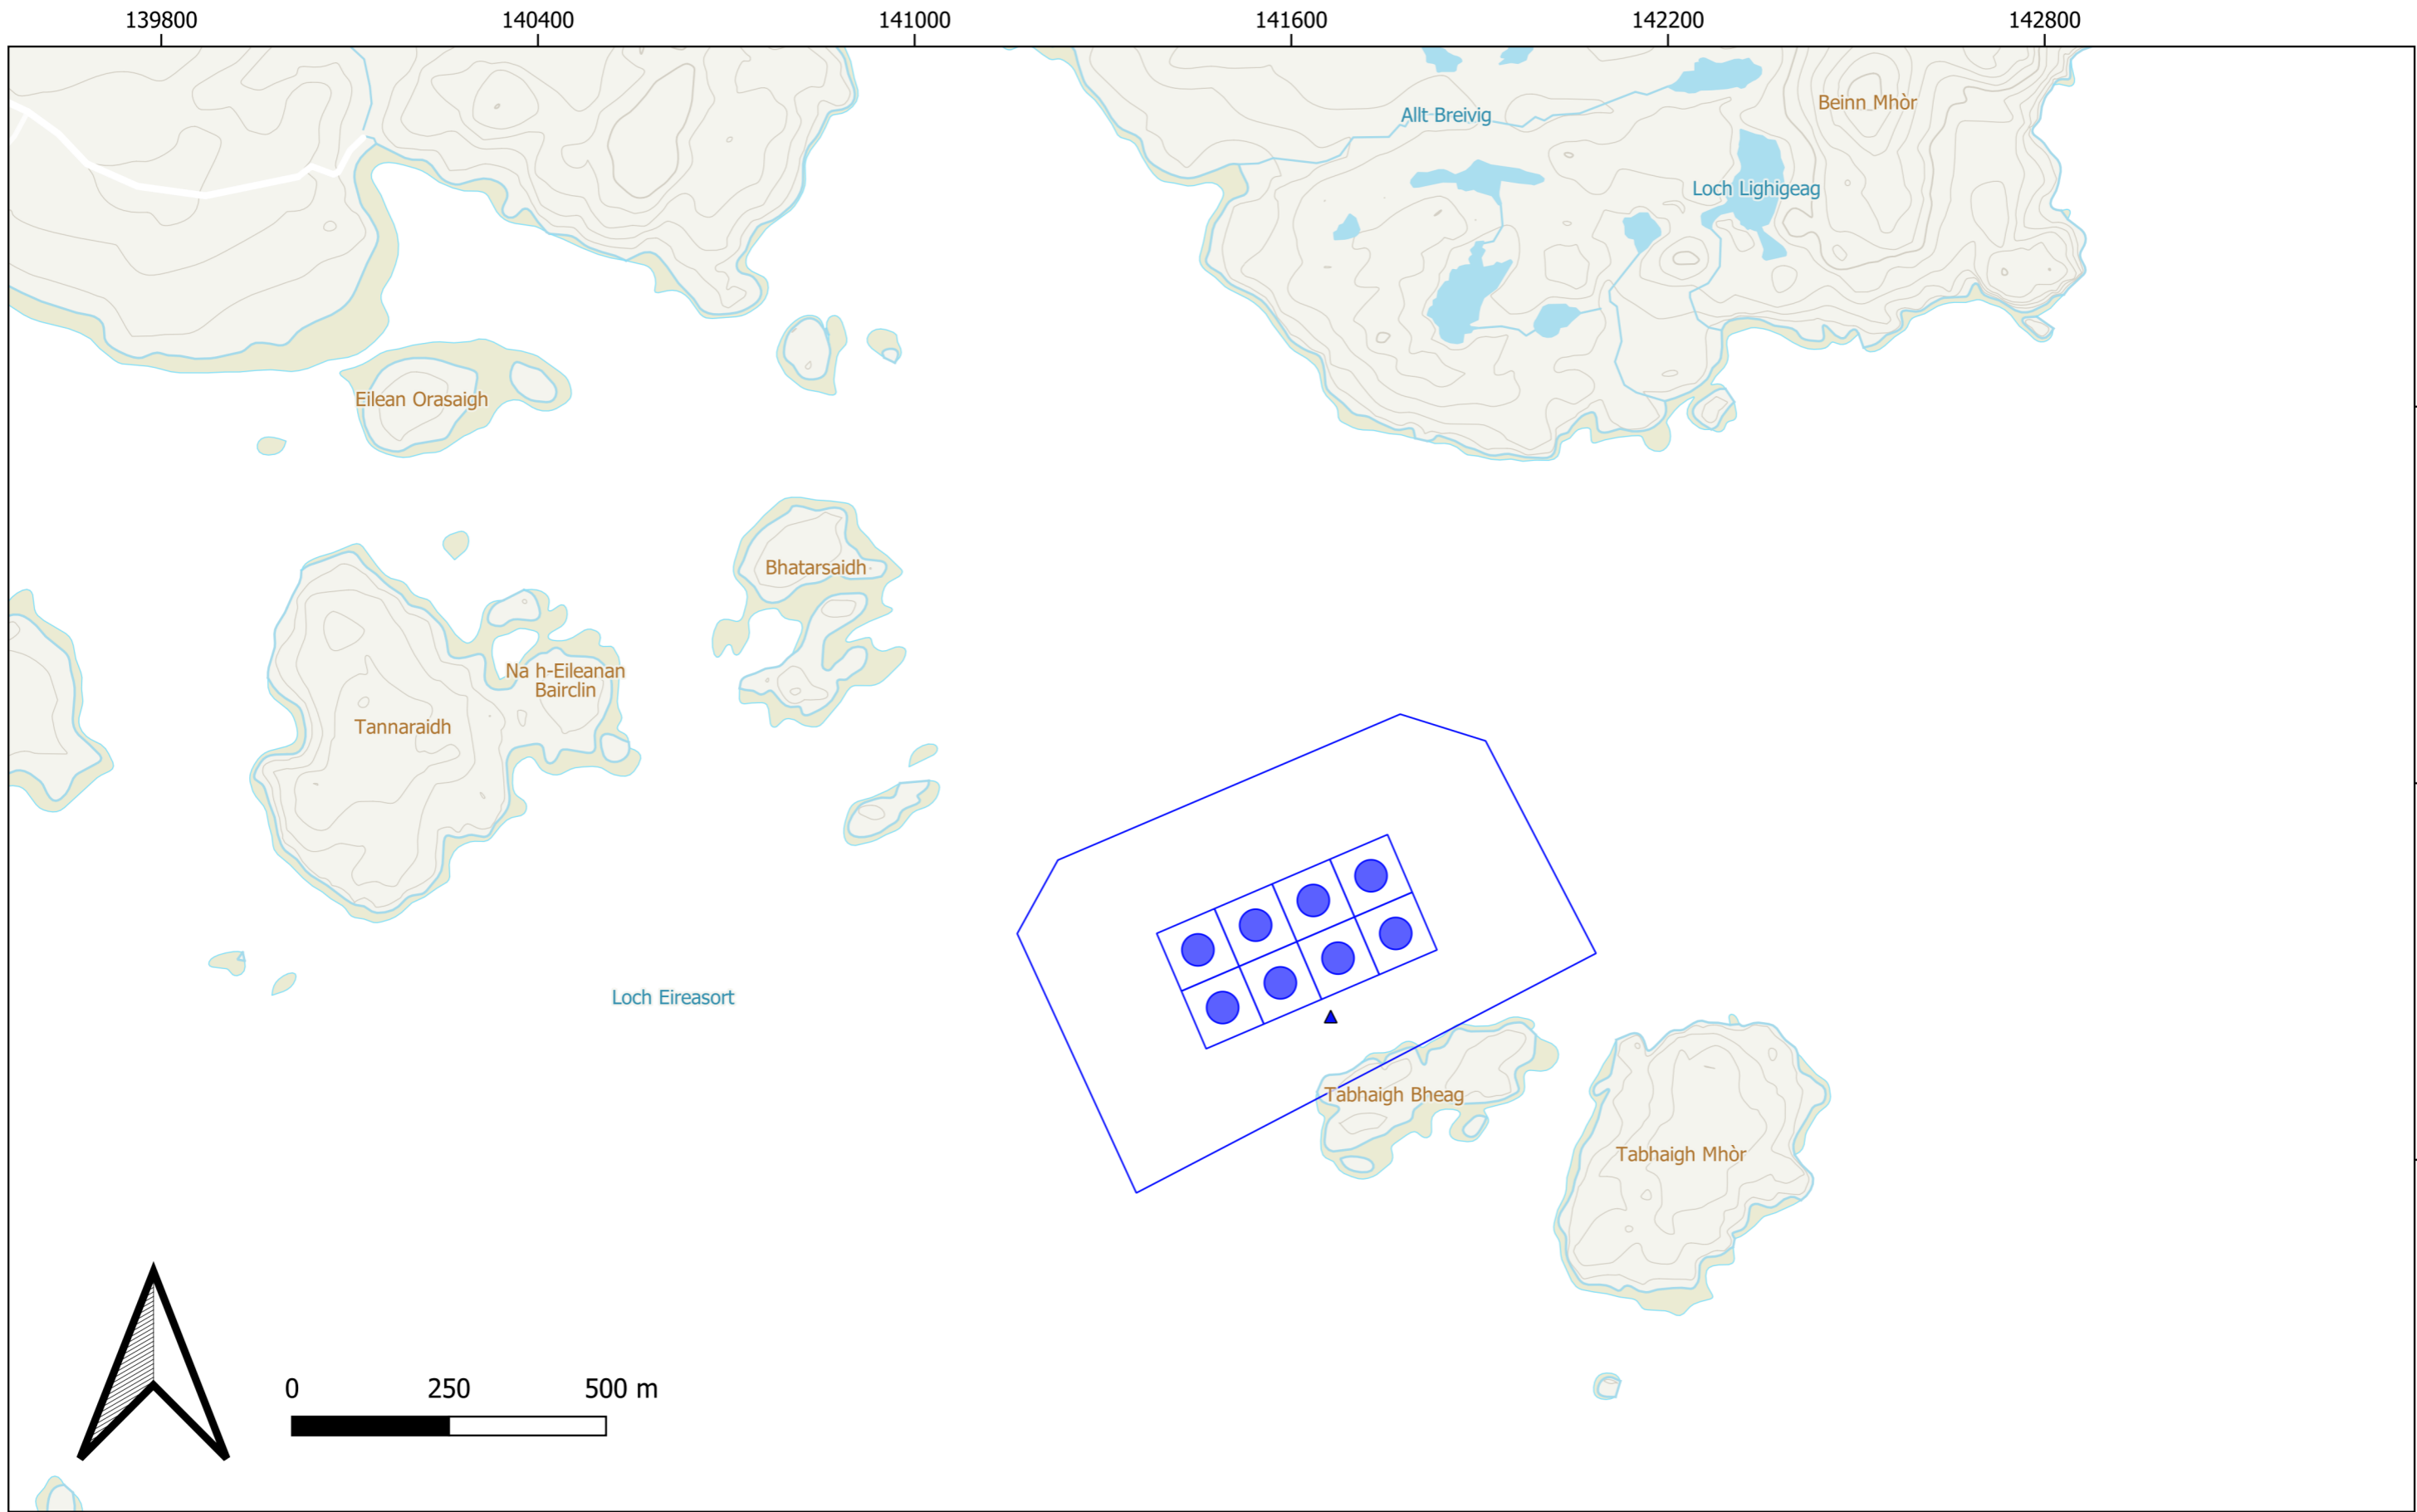 139800 140400 141000 141600 142200 142800
Beinn Mhòr
Allt Breivig
Loch Lighigeag
Eilean Orasaigh
Bhatarsaidh
Na h-Eileanan
Bairclin
Tannaraidh
Loch Eireasort
Tabhaigh Bheag
Tabhaigh Mhòr
0 250 500 m